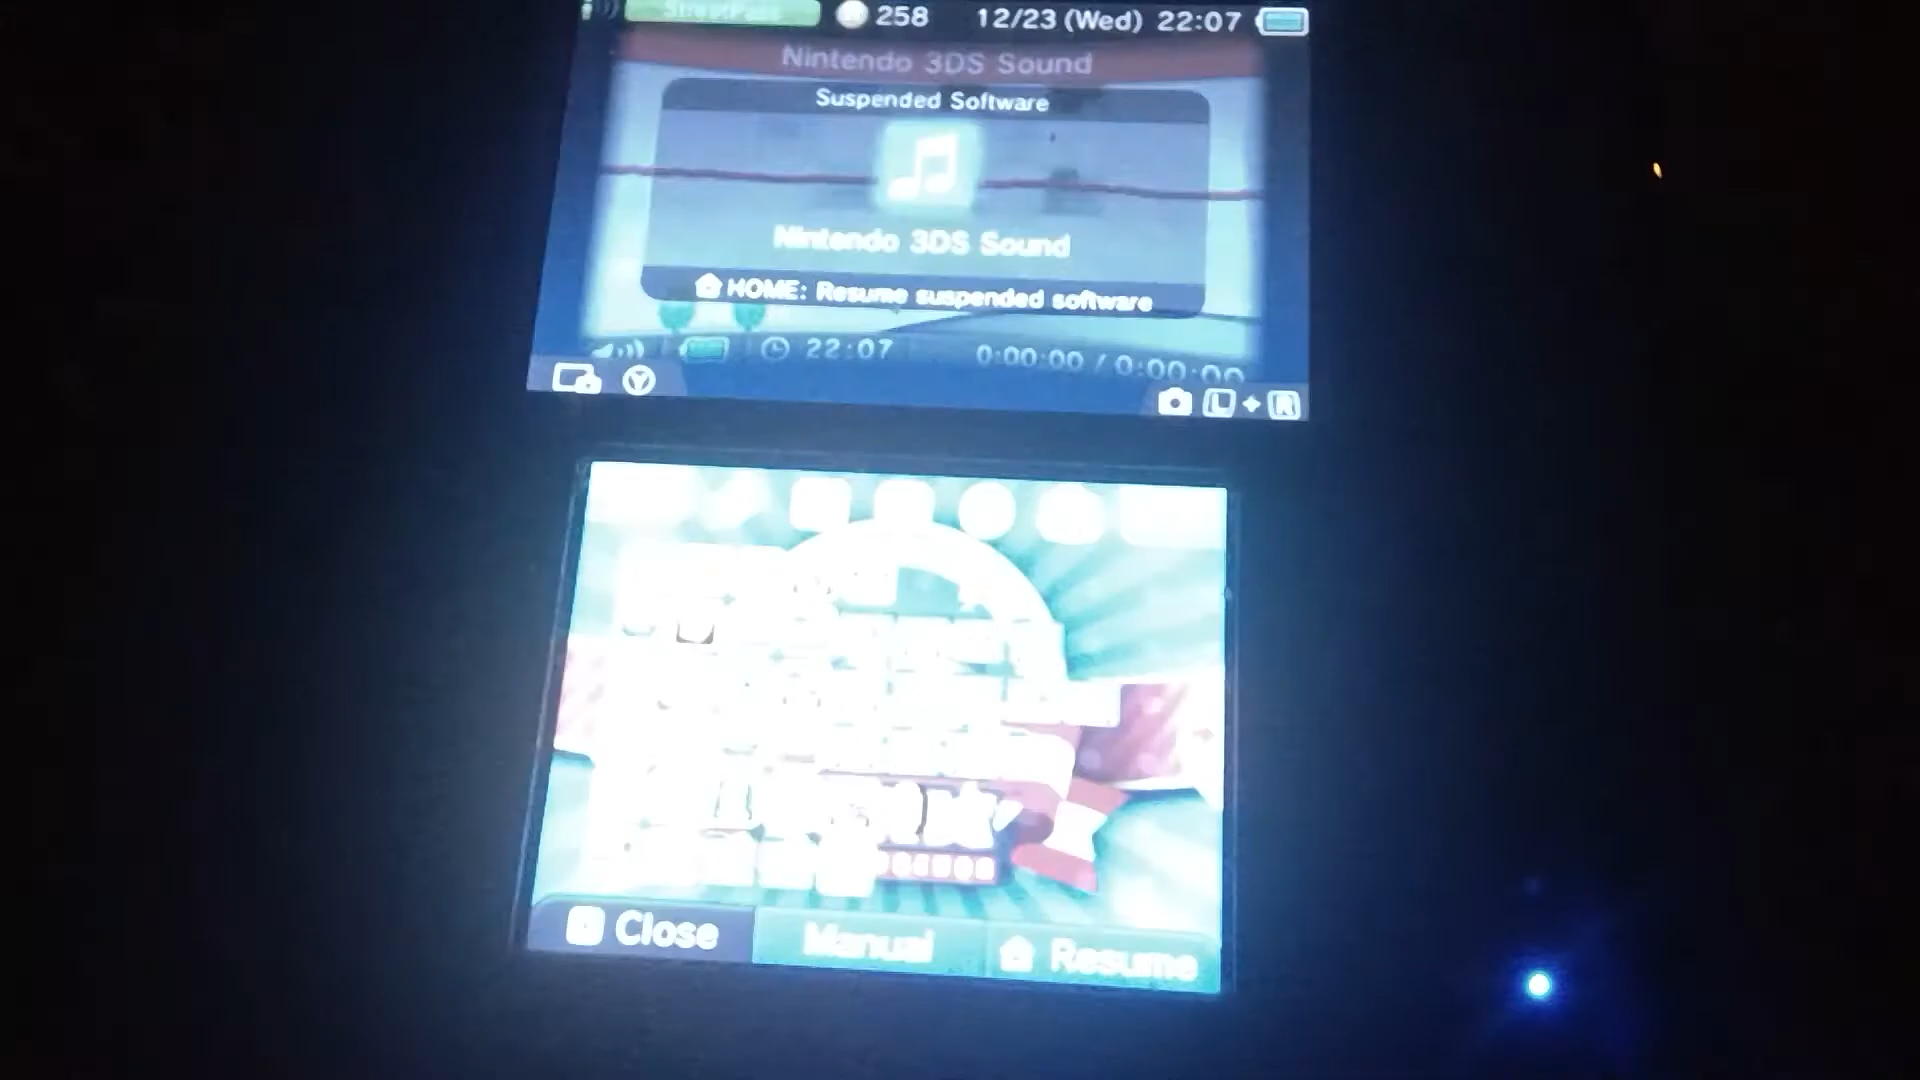 StreetPass 258 12/23 (Wed) 22:07
Nintendo 3DS Sound
Suspended Software
Nintendo 3DS Sound
HOME: Resume suspended software
22:07 0:00:00 / 0:00:00
Y L + R
Close Manual Resume